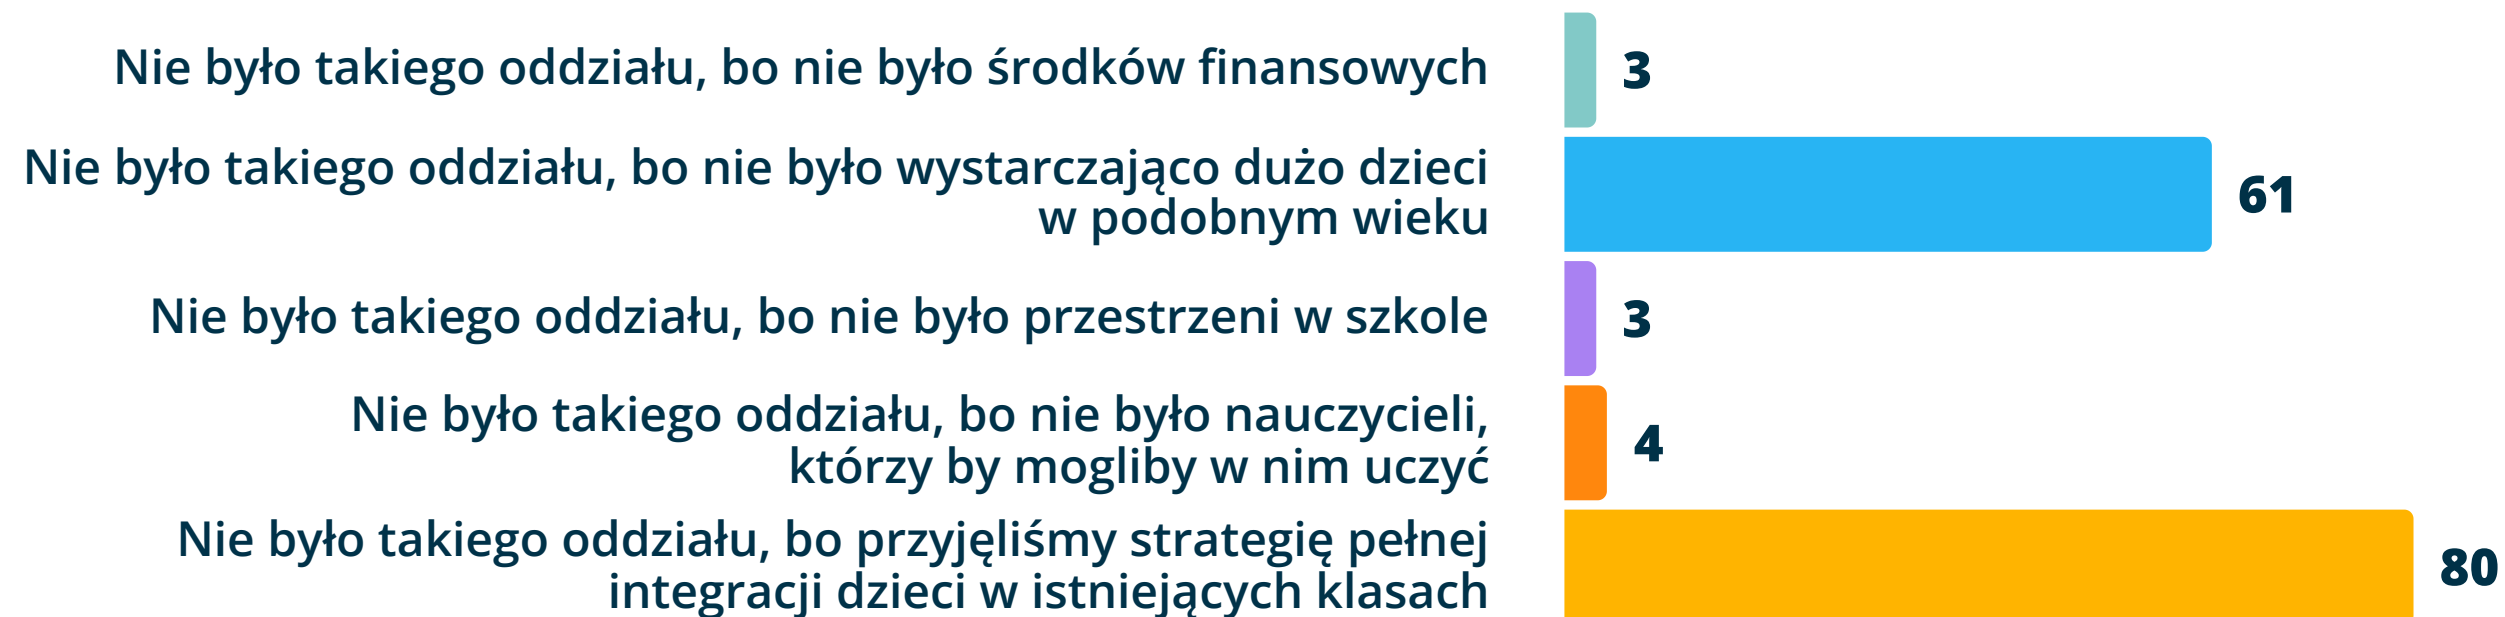 Nie było takiego oddziału, bo nie było środków finansowych
3
Nie było takiego oddziału, bo nie było wystarczająco dużo dzieci
w podobnym wieku
61
Nie było takiego oddziału, bo nie było przestrzeni w szkole
3
Nie było takiego oddziału, bo nie było nauczycieli,
którzy by mogliby w nim uczyć
4
Nie było takiego oddziału, bo przyjęliśmy strategię pełnej
integracji dzieci w istniejących klasach
80